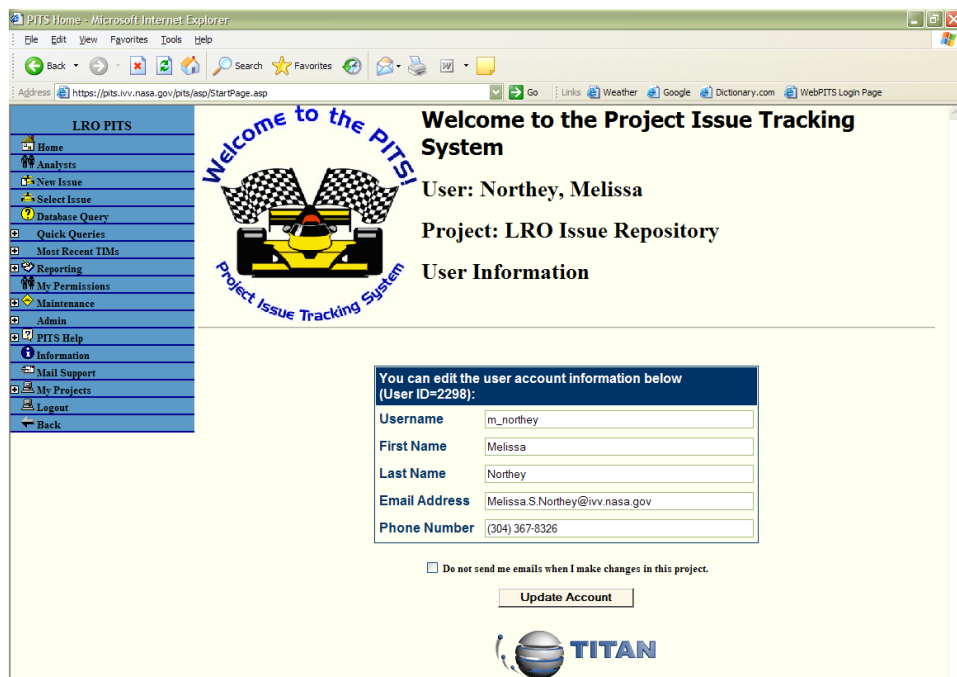 PITS Home - Microsoft Internet Explorer
File Edit View Favorites Tools Help
Back Search Favorites
Address https://pits.ivv.nasa.gov/pits/asp/StartPage.asp Go Links Weather Google Dictionary.com WebPITS Login Page
LRO PITS
Home
Analysts
New Issue
Select Issue
Database Query
Quick Queries
Most Recent TIMs
Reporting
My Permissions
Maintenance
Admin
PITS Help
Information
Mail Support
My Projects
Logout
Back
Welcome to the PITS!
Project Issue Tracking System
Welcome to the Project Issue Tracking
System
User: Northey, Melissa
Project: LRO Issue Repository
User Information
You can edit the user account information below
(User ID=2298):
Username m_northey
First Name Melissa
Last Name Northey
Email Address Melissa.S.Northey@ivv.nasa.gov
Phone Number (304) 367-8326
Do not send me emails when I make changes in this project.
Update Account
TITAN